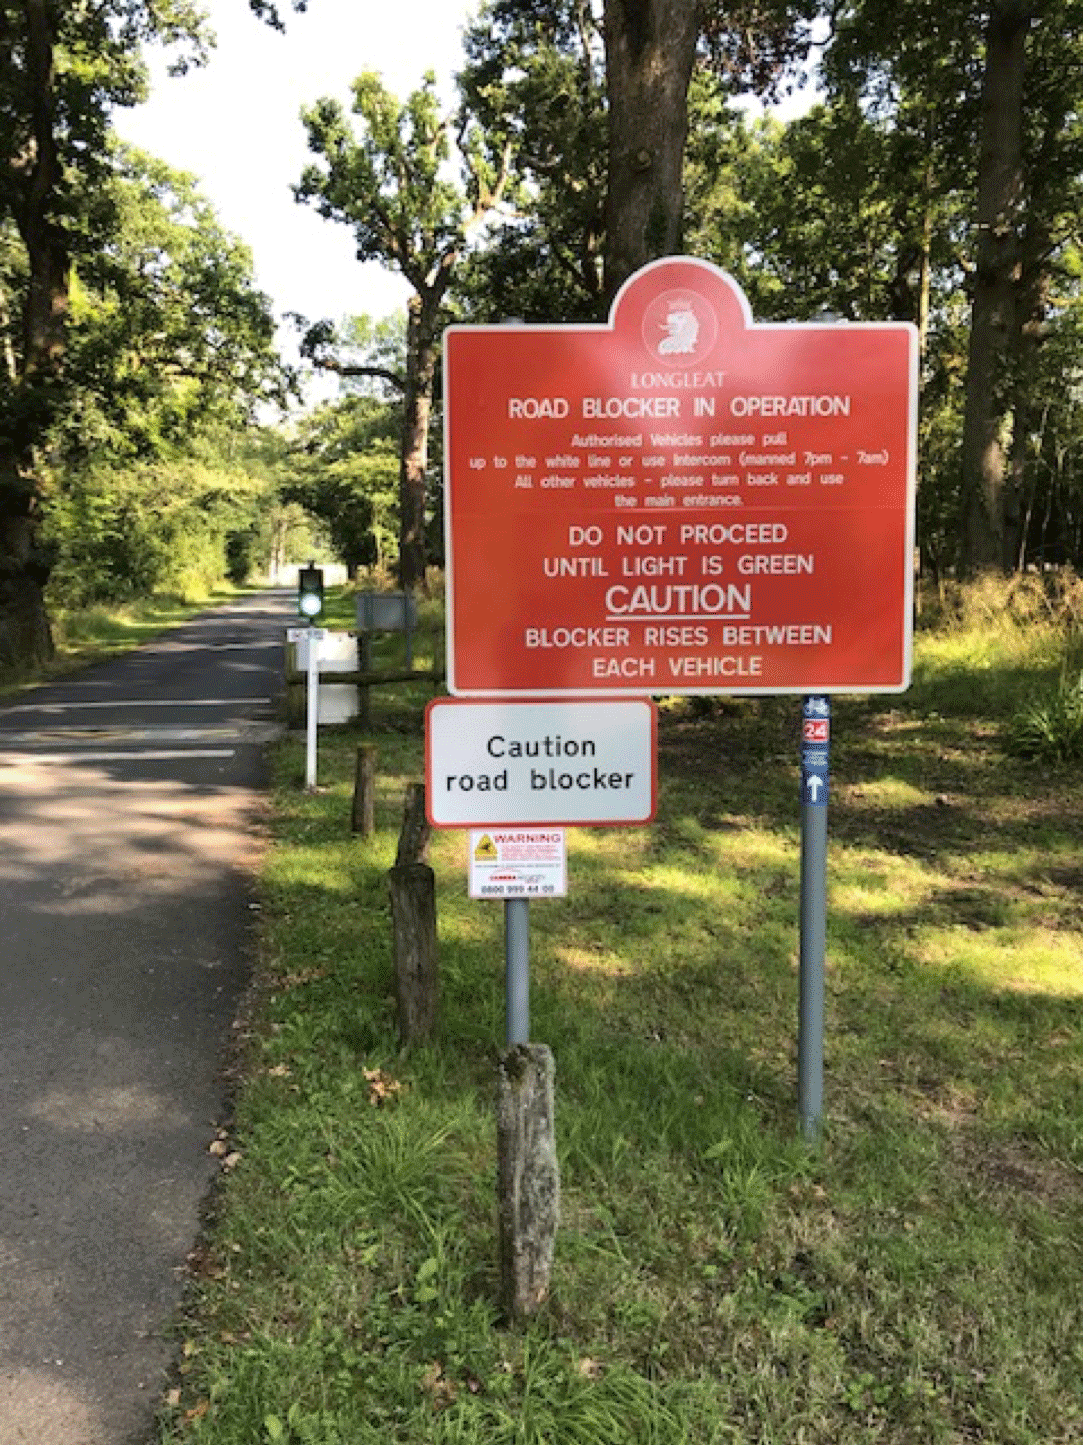 LONGLEAT
ROAD BLOCKER IN OPERATION
Authorised Vehicles please pull
up to the white line or use Intercom (manned 7pm - 7am)
All other vehicles - please turn back and use
the main entrance.
DO NOT PROCEED
UNTIL LIGHT IS GREEN
CAUTION
BLOCKER RISES BETWEEN
EACH VEHICLE
24
Caution
road blocker
WARNING
0800 999 44 00